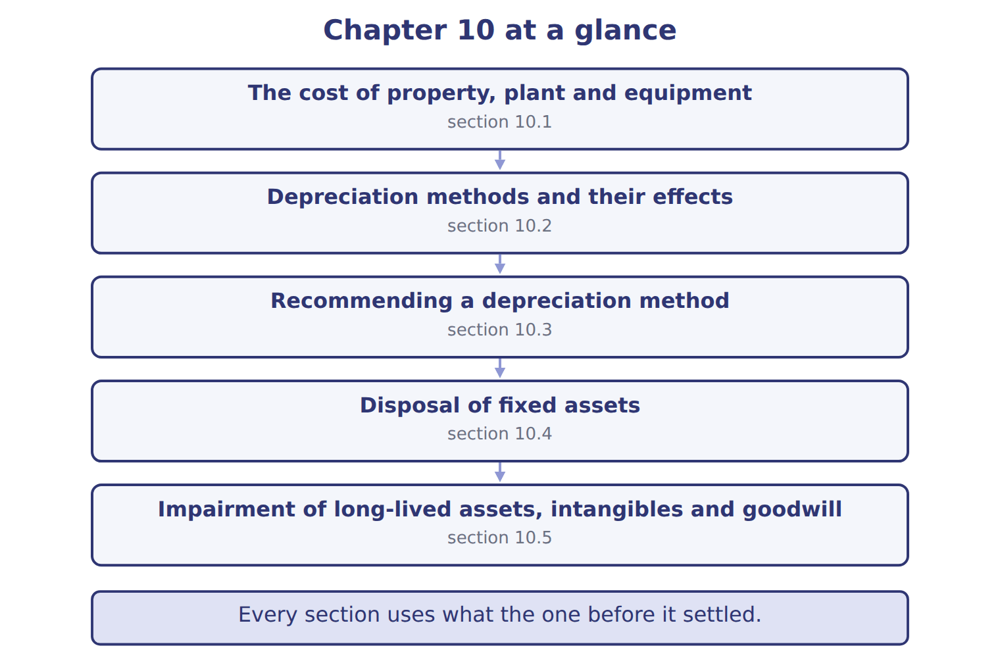 Chapter 10 at a glance
The cost of property, plant and equipment
section 10.1
Depreciation methods and their effects
section 10.2
Recommending a depreciation method
section 10.3
Disposal of fixed assets
section 10.4
Impairment of long-lived assets, intangibles and goodwill
section 10.5
Every section uses what the one before it settled.